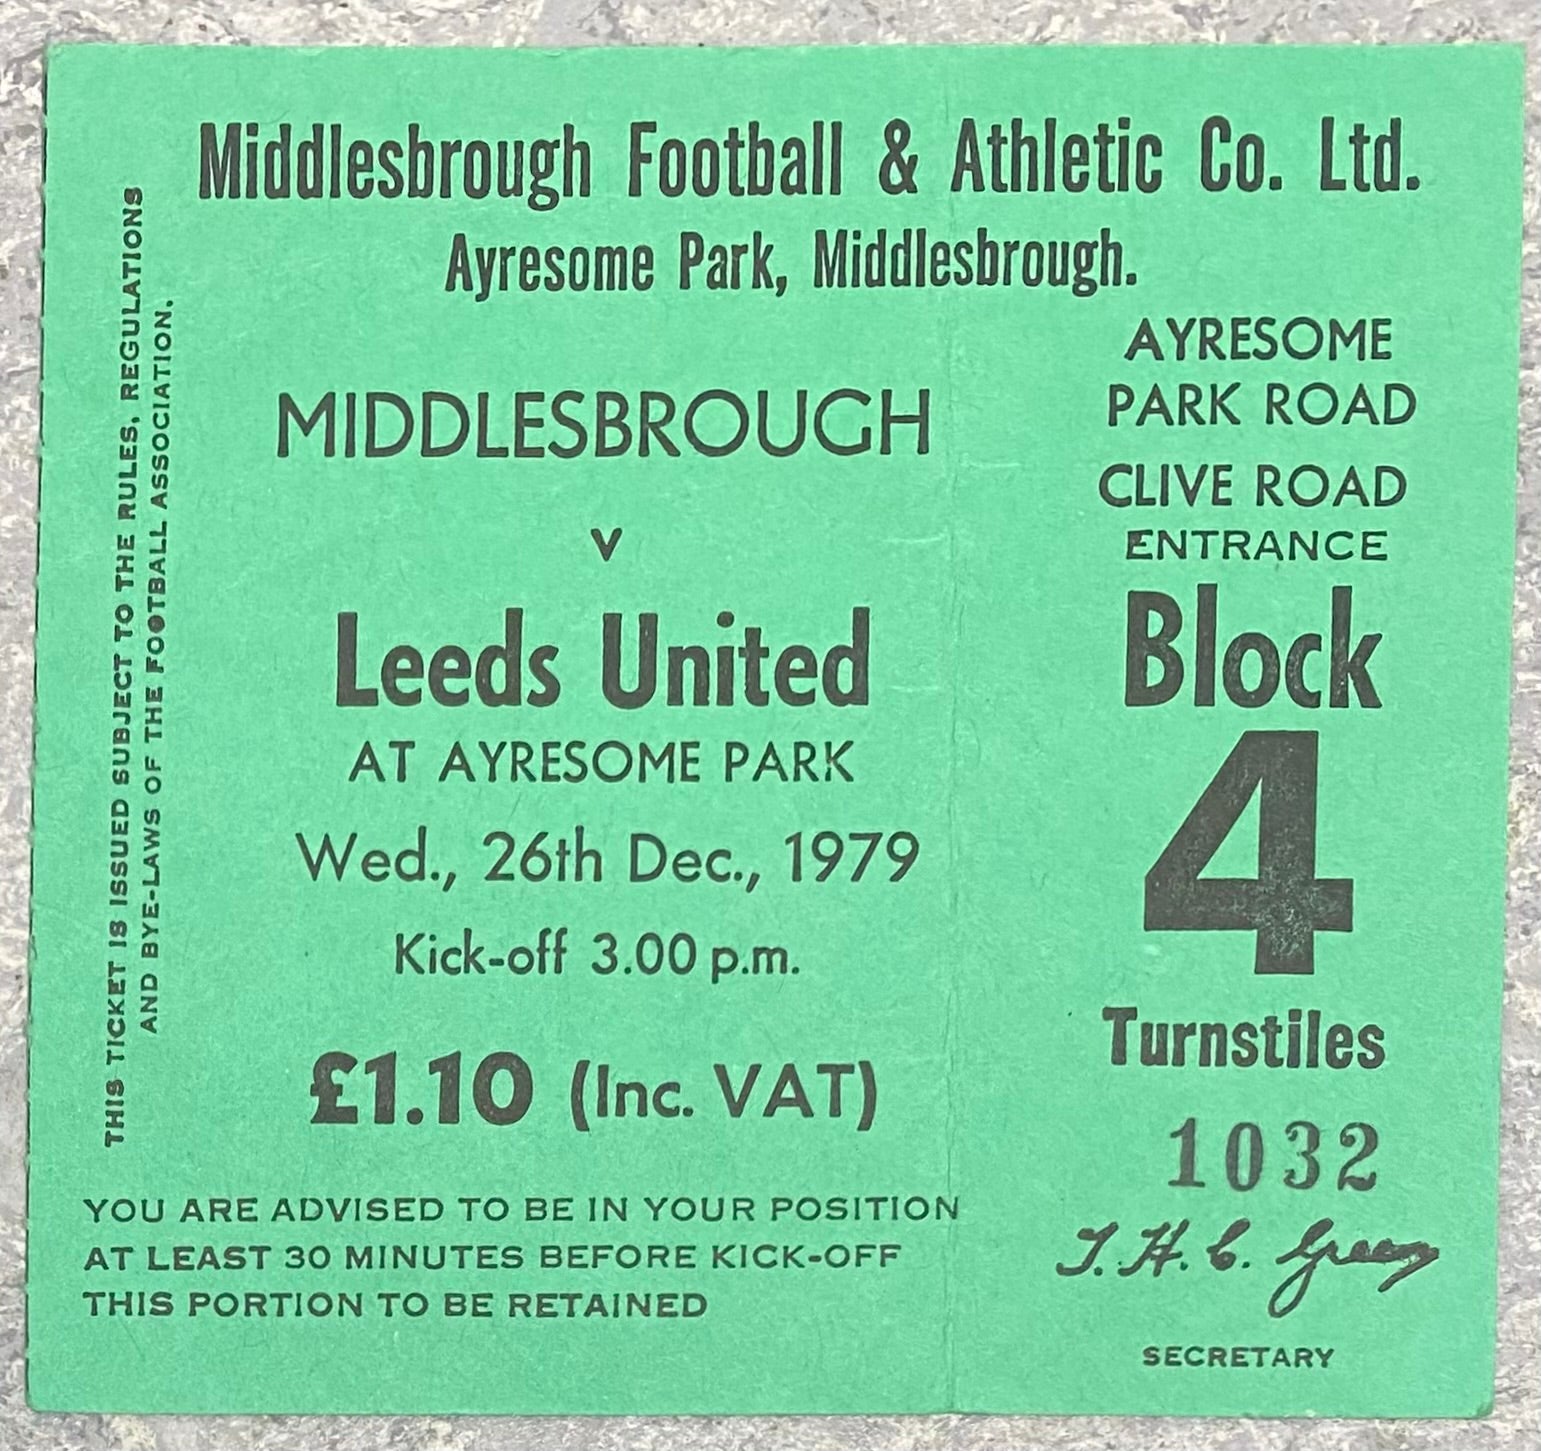 Middlesbrough Football & Athletic Co. Ltd.
Ayresome Park, Middlesbrough.
THIS TICKET IS ISSUED SUBJECT TO THE RULES, REGULATIONS
AND BYE-LAWS OF THE FOOTBALL ASSOCIATION.
MIDDLESBROUGH
v
Leeds United
AT AYRESOME PARK
Wed., 26th Dec., 1979
Kick-off 3.00 p.m.
£1.10 (Inc. VAT)
YOU ARE ADVISED TO BE IN YOUR POSITION
AT LEAST 30 MINUTES BEFORE KICK-OFF
THIS PORTION TO BE RETAINED
AYRESOME
PARK ROAD
CLIVE ROAD
ENTRANCE
Block
4
Turnstiles
1032
T. H. C. Green
SECRETARY